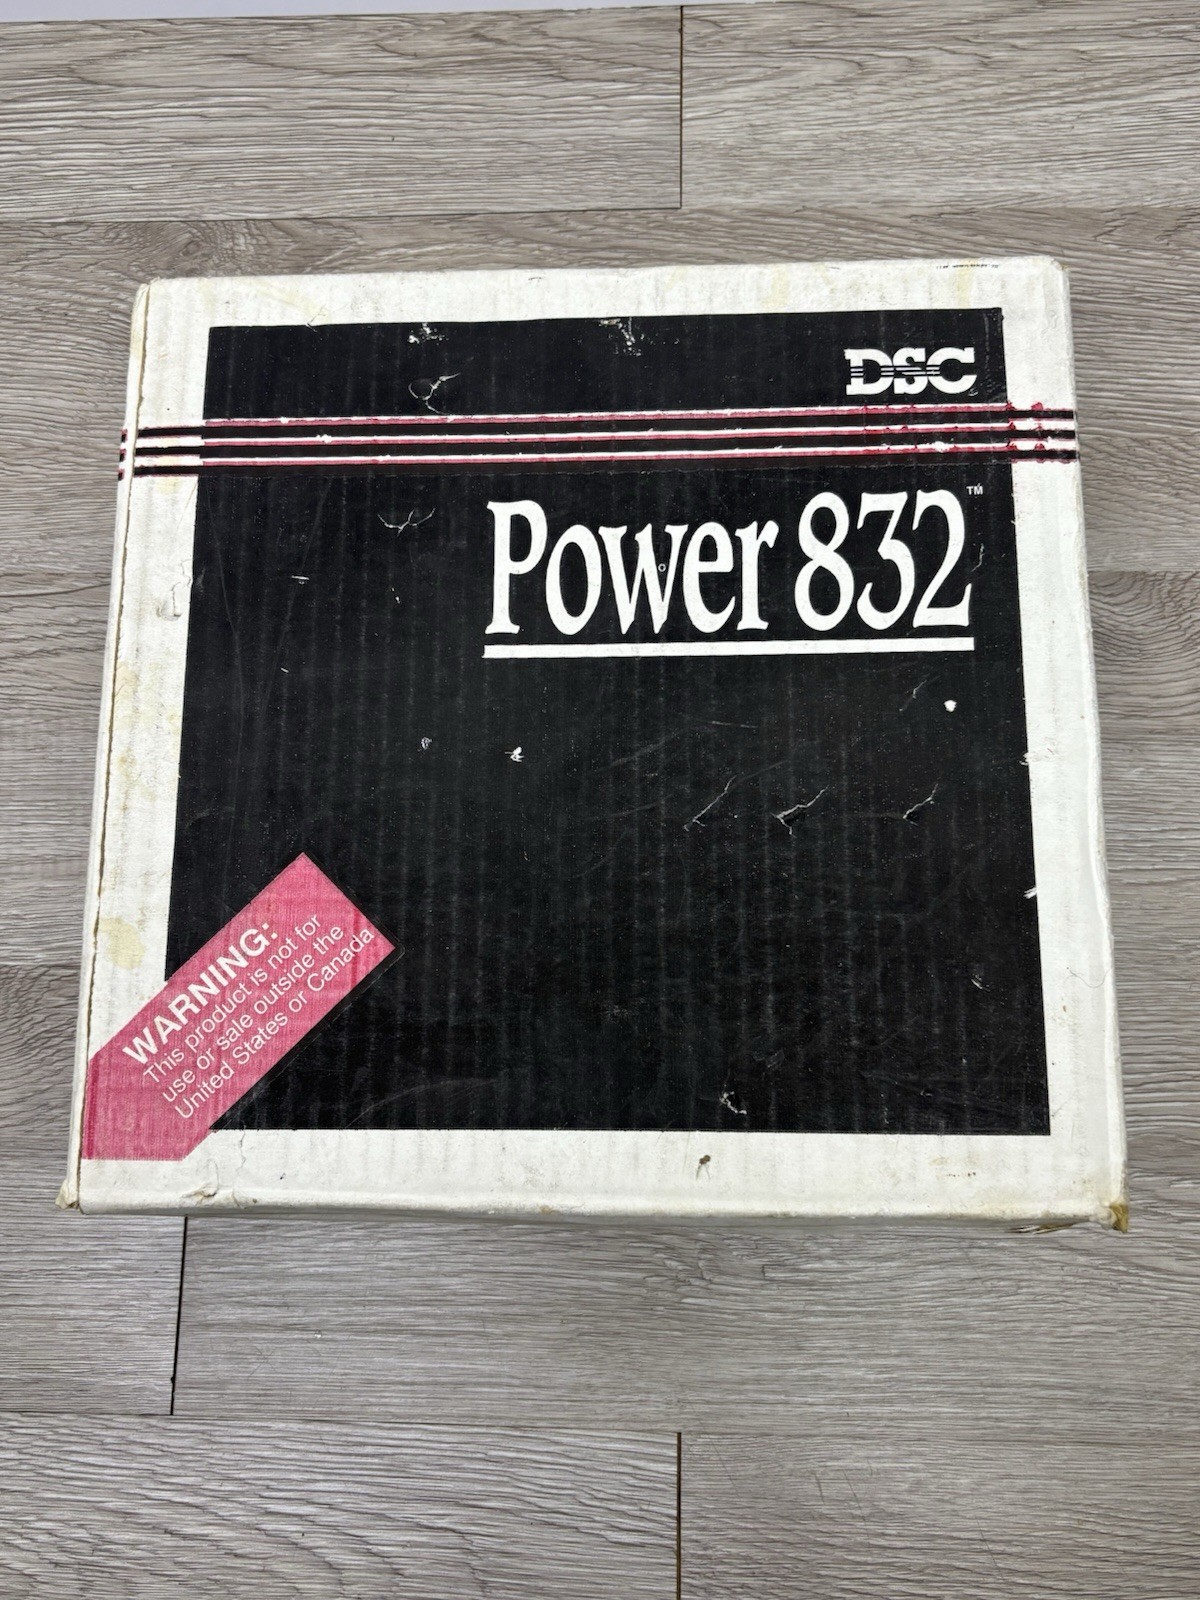 DSC
Power 832™
WARNING:
This product is not for
use or sale outside the
United States or Canada